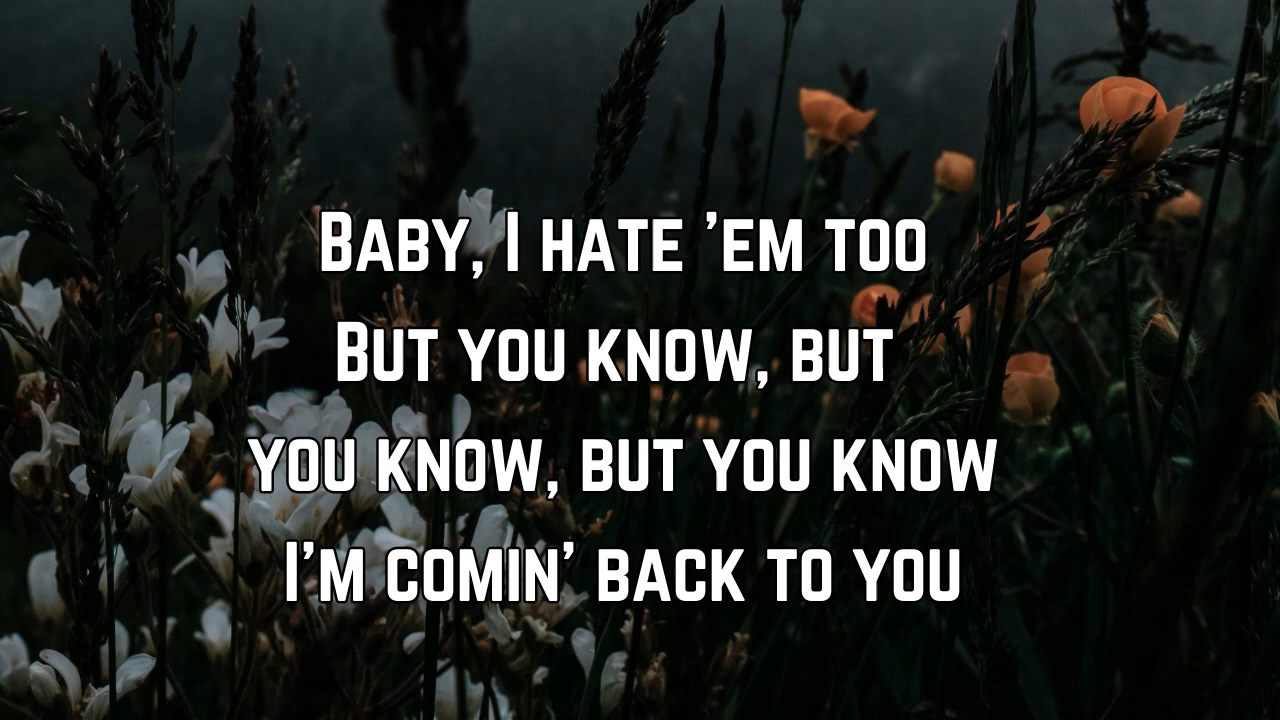 Baby, I hate ’em too
But you know, but
you know, but you know
I’m comin’ back to you